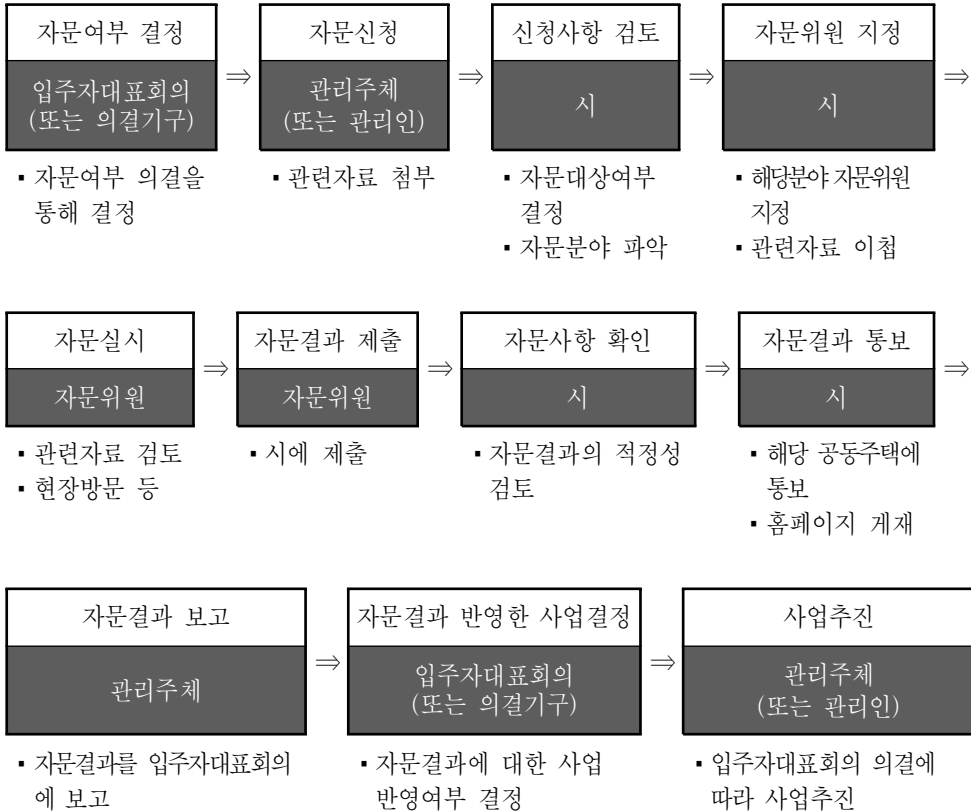 자문여부 결정
입주자대표회의
(또는 의결기구)
▪ 자문여부 의결을
통해 결정
⇒
자문신청
관리주체
(또는 관리인)
▪ 관련자료 첨부
⇒
신청사항 검토
시
▪ 자문대상여부
결정
▪ 자문분야 파악
⇒
자문위원 지정
시
▪ 해당분야 자문위원
지정
▪ 관련자료 이첩
⇒
자문실시
자문위원
▪ 관련자료 검토
▪ 현장방문 등
⇒
자문결과 제출
자문위원
▪ 시에 제출
⇒
자문사항 확인
시
▪ 자문결과의 적정성
검토
⇒
자문결과 통보
시
▪ 해당 공동주택에
통보
▪ 홈페이지 게재
⇒
자문결과 보고
관리주체
▪ 자문결과를 입주자대표회의
에 보고
⇒
자문결과 반영한 사업결정
입주자대표회의
(또는 의결기구)
▪ 자문결과에 대한 사업
반영여부 결정
⇒
사업추진
관리주체
(또는 관리인)
▪ 입주자대표회의 의결에
따라 사업추진